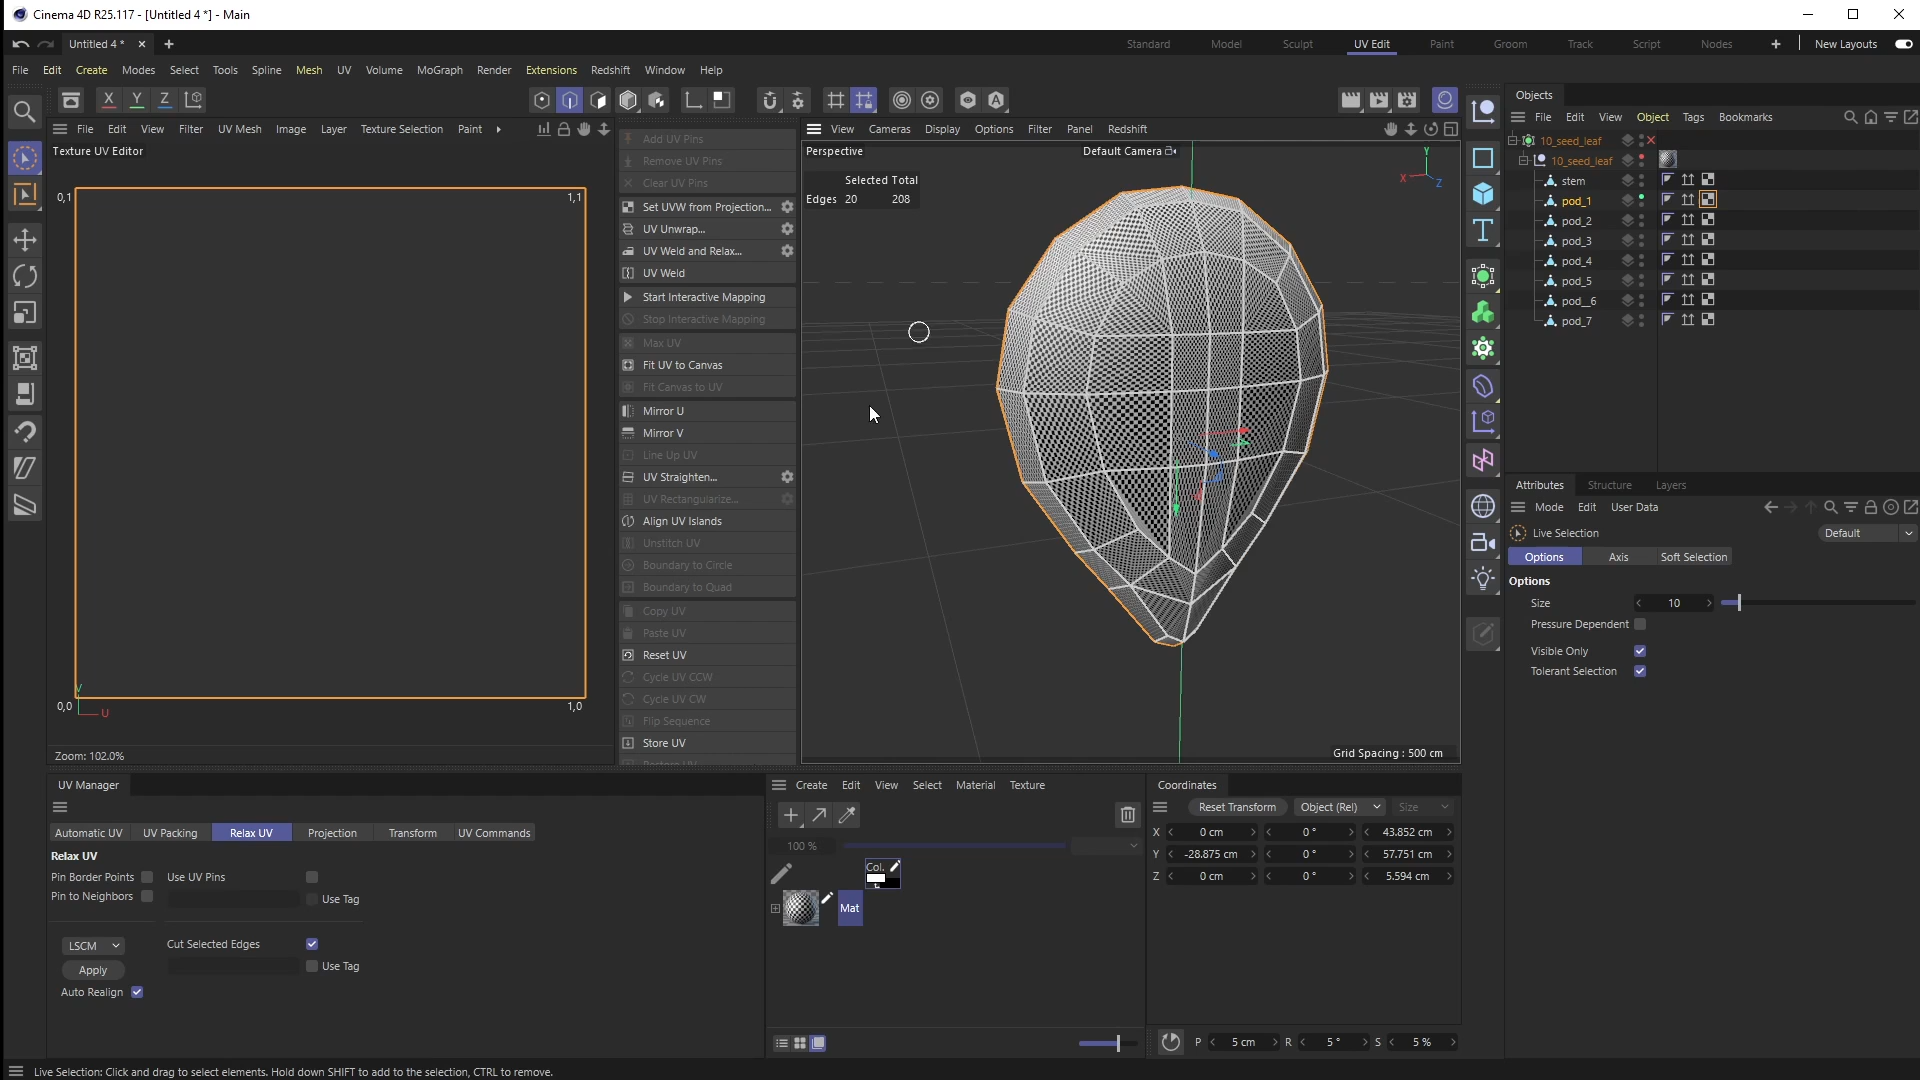 Cinema 4D R25.117 - [Untitled 4 *] - Main
Untitled 4 *
Standard Model Sculpt UV Edit Paint Groom Track Script Nodes New Layouts
File Edit Create Modes Select Tools Spline Mesh UV Volume MoGraph Render Extensions Redshift Window Help
X Y Z
File Edit View Filter UV Mesh Image Layer Texture Selection Paint
Texture UV Editor
0,1
1,1
0,0
1,0
V
U
Zoom: 102.0%
Add UV Pins
Remove UV Pins
Clear UV Pins
Set UVW from Projection...
UV Unwrap...
UV Weld and Relax...
UV Weld
Start Interactive Mapping
Stop Interactive Mapping
Max UV
Fit UV to Canvas
Fit Canvas to UV
Mirror U
Mirror V
Line Up UV
UV Straighten...
UV Rectangularize...
Align UV Islands
Unstitch UV
Boundary to Circle
Boundary to Quad
Copy UV
Paste UV
Reset UV
Cycle UV CCW
Cycle UV CW
Flip Sequence
Store UV
Restore UV
View Cameras Display Options Filter Panel Redshift
Perspective
Default Camera
Selected Total
Edges 20 208
Y
X
Z
Grid Spacing : 500 cm
Objects
File Edit View Object Tags Bookmarks
10_seed_leaf
10_seed_leaf
stem
pod_1
pod_2
pod_3
pod_4
pod_5
pod_6
pod_7
Attributes Structure Layers
Mode Edit User Data
Live Selection
Default
Options Axis Soft Selection
Options
Size 10
Pressure Dependent
Visible Only
Tolerant Selection
UV Manager
Automatic UV UV Packing Relax UV Projection Transform UV Commands
Relax UV
Pin Border Points Use UV Pins
Pin to Neighbors Use Tag
LSCM Cut Selected Edges
Apply Use Tag
Auto Realign
Create Edit View Select Material Texture
100 %
Col.
Mat
Coordinates
Reset Transform Object (Rel) Size
X 0 cm 0 ° 43.852 cm
Y -28.875 cm 0 ° 57.751 cm
Z 0 cm 0 ° 5.594 cm
P 5 cm R 5 ° S 5 %
Live Selection: Click and drag to select elements. Hold down SHIFT to add to the selection, CTRL to remove.